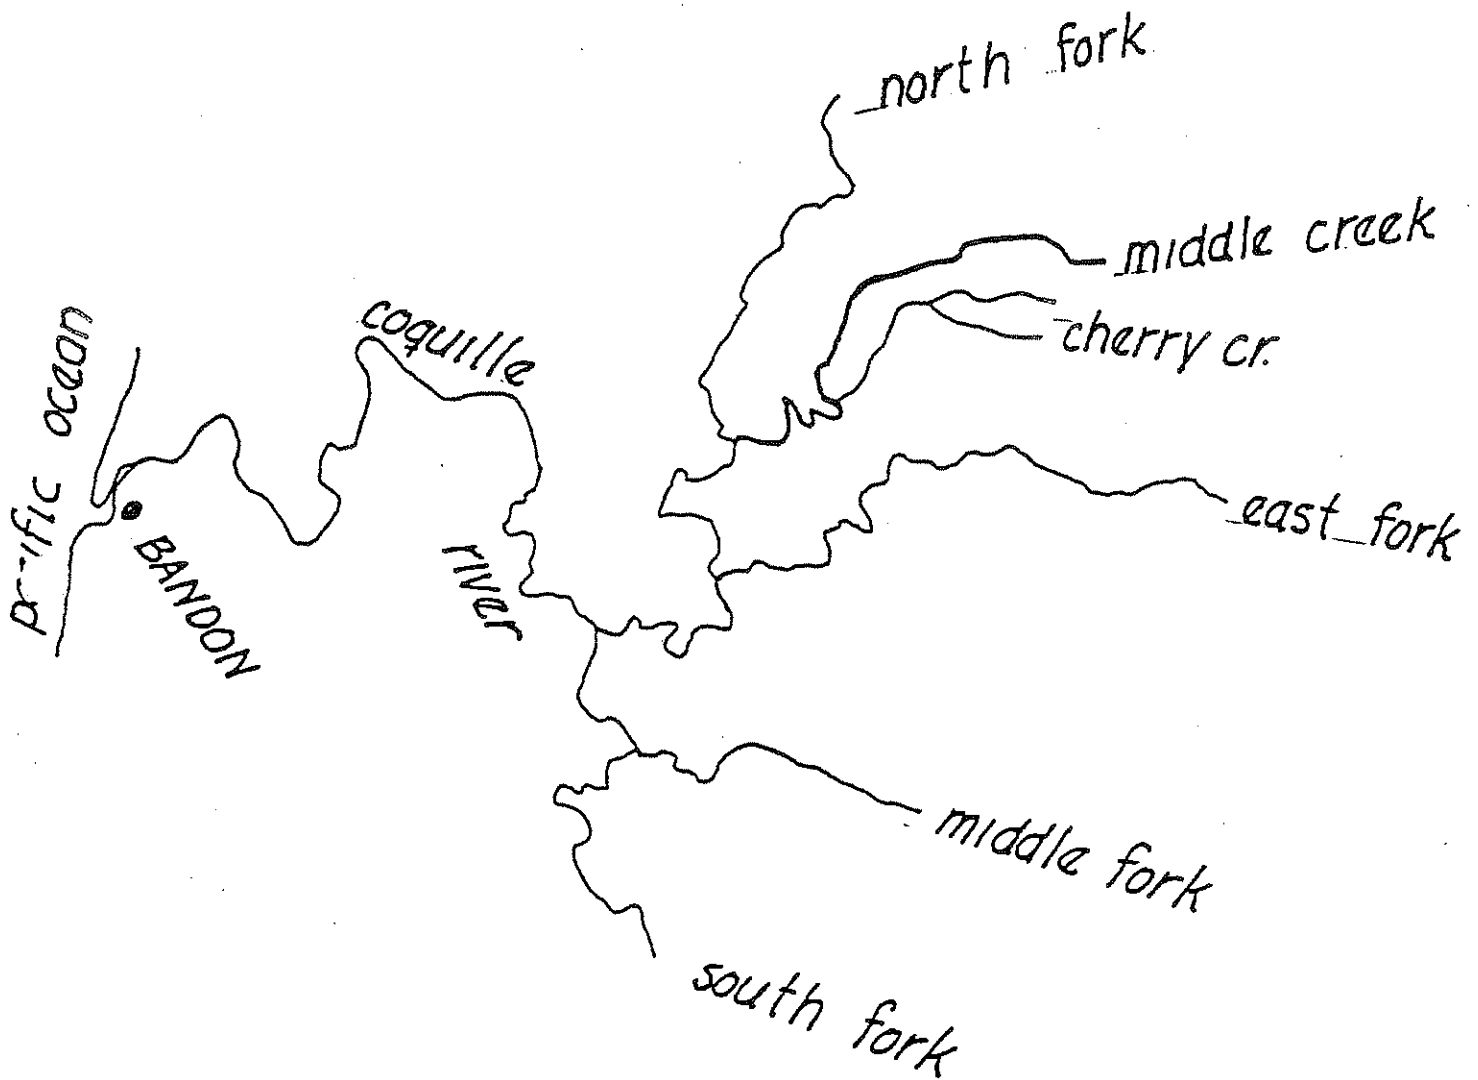 north fork
middle creek
cherry cr.
coquille
river
ocean
BANDON
east fork
middle fork
south fork